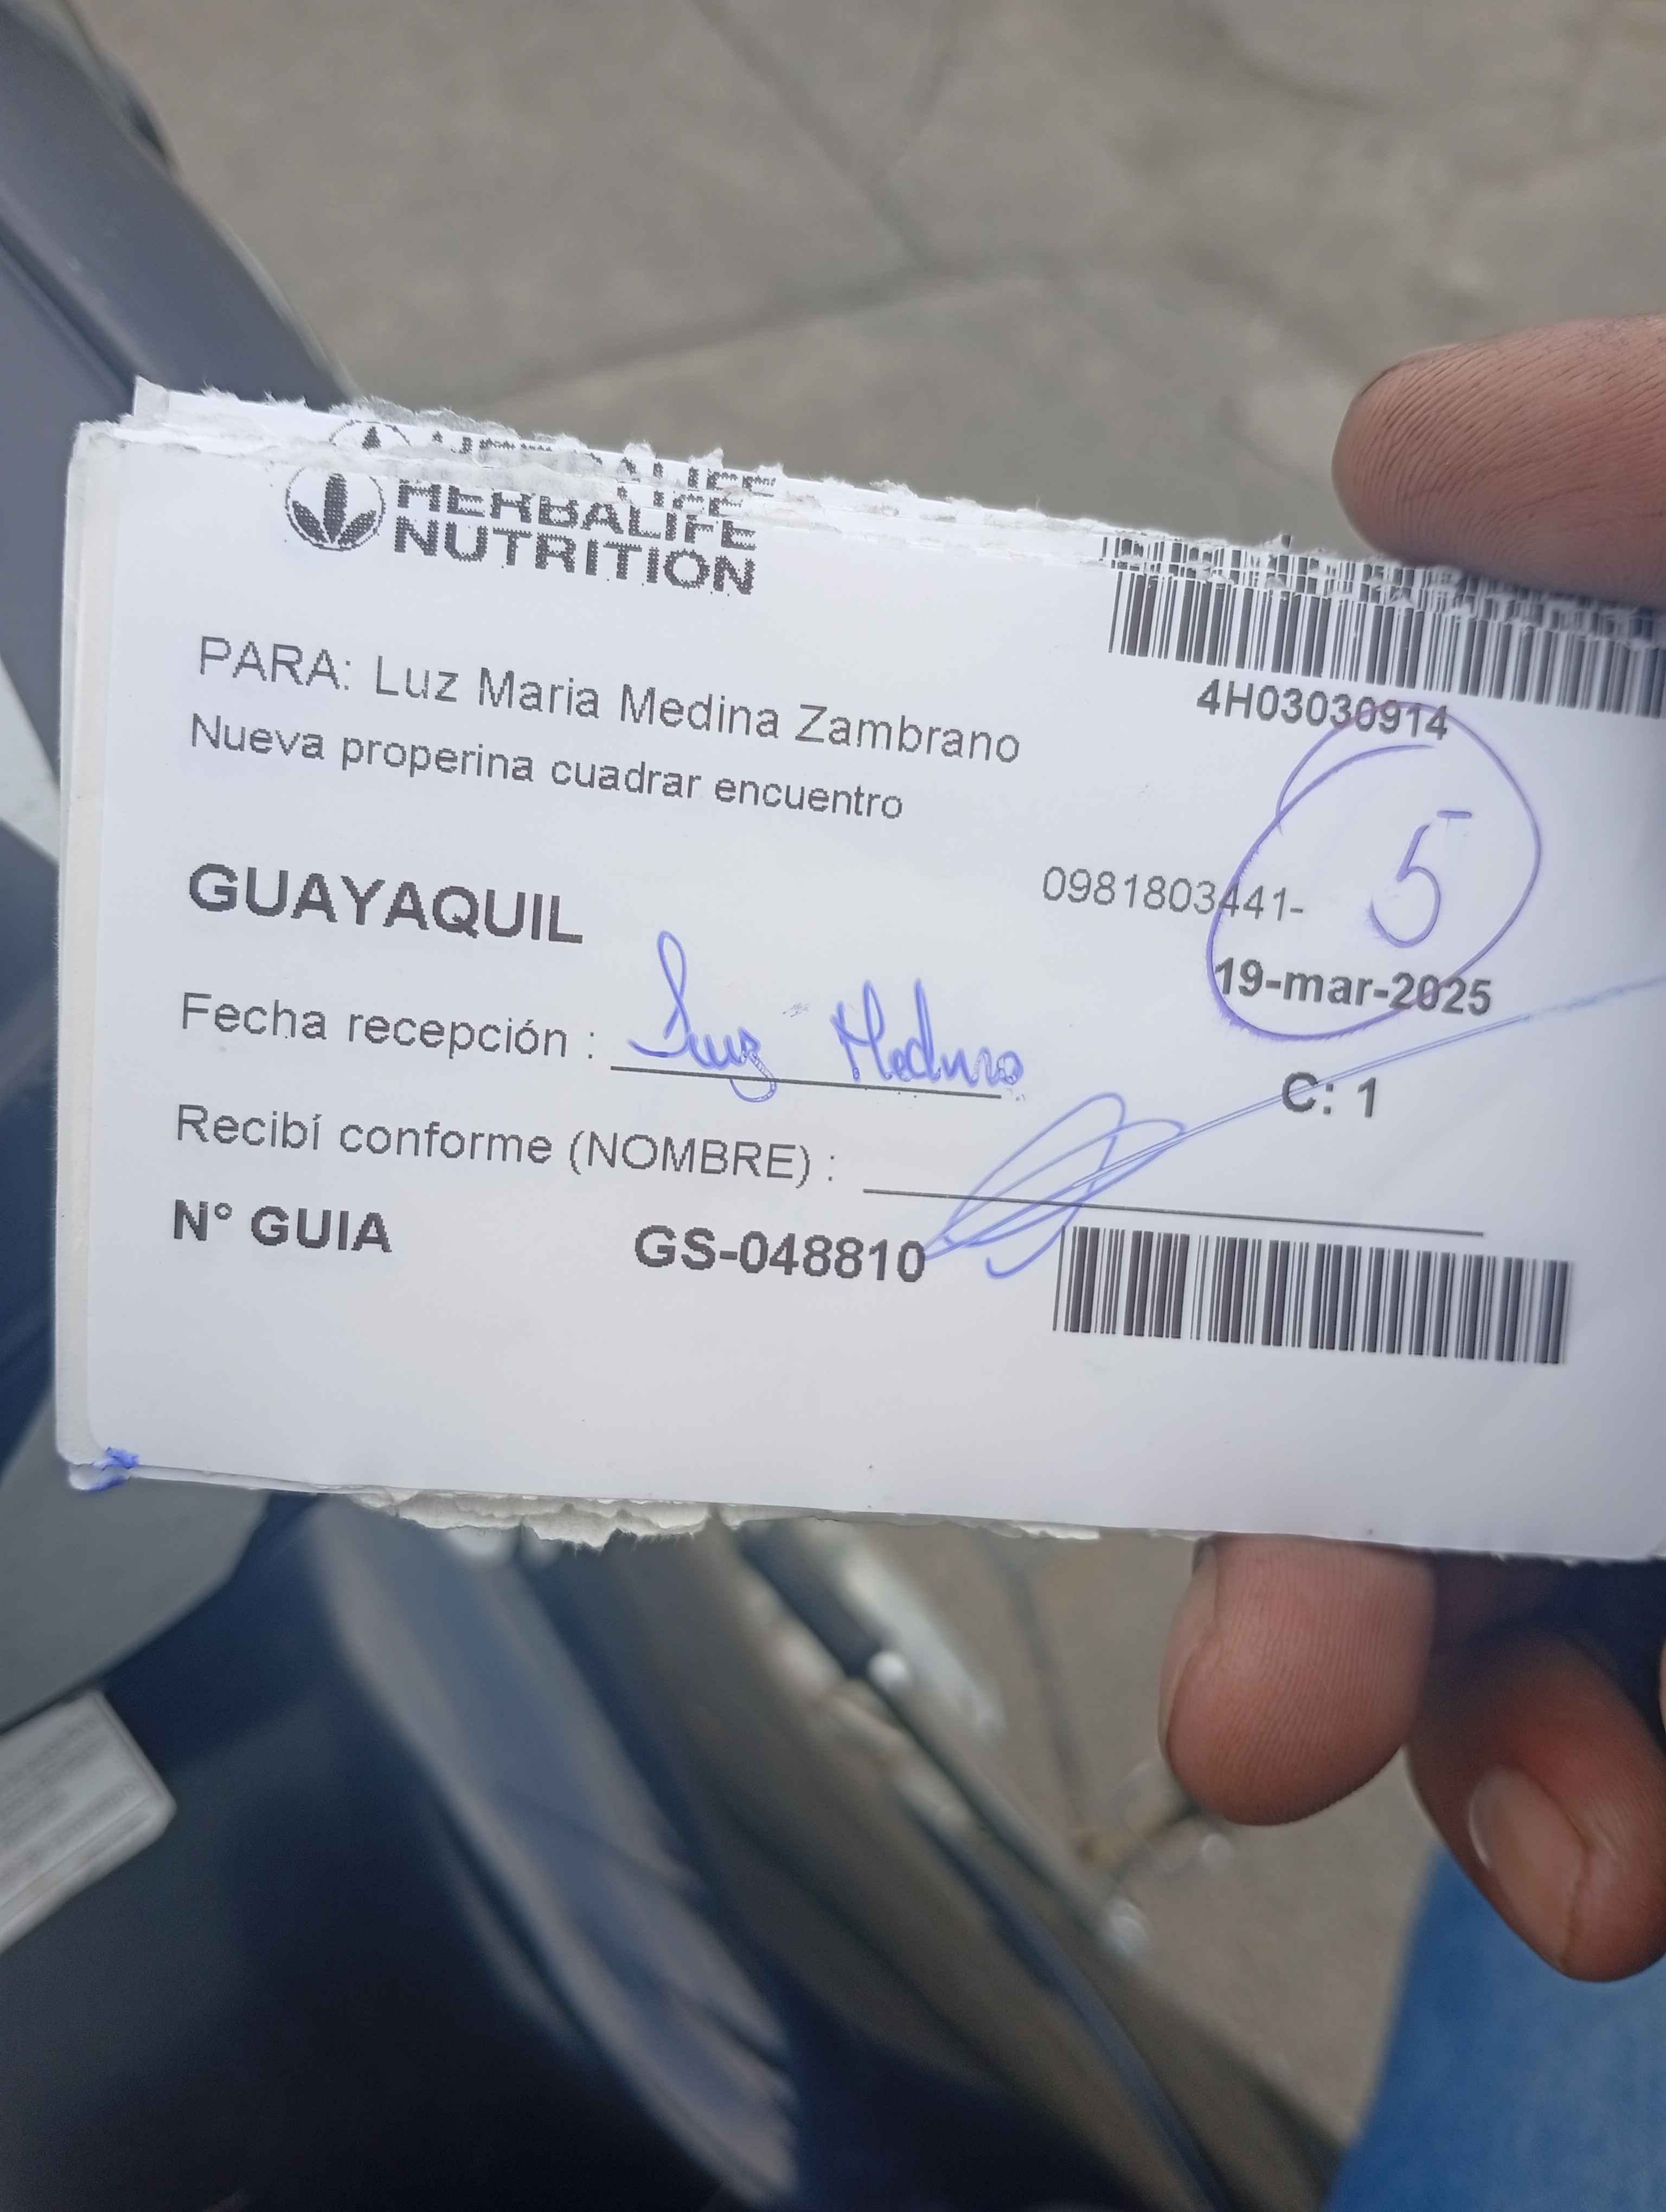 HERBALIFE
NUTRITION
4H03030914
PARA: Luz Maria Medina Zambrano
Nueva properina cuadrar encuentro
5
GUAYAQUIL
0981803441-
19-mar-2025
Fecha recepción : Luz Medina
C: 1
Recibí conforme (NOMBRE) :
N° GUIA GS-048810